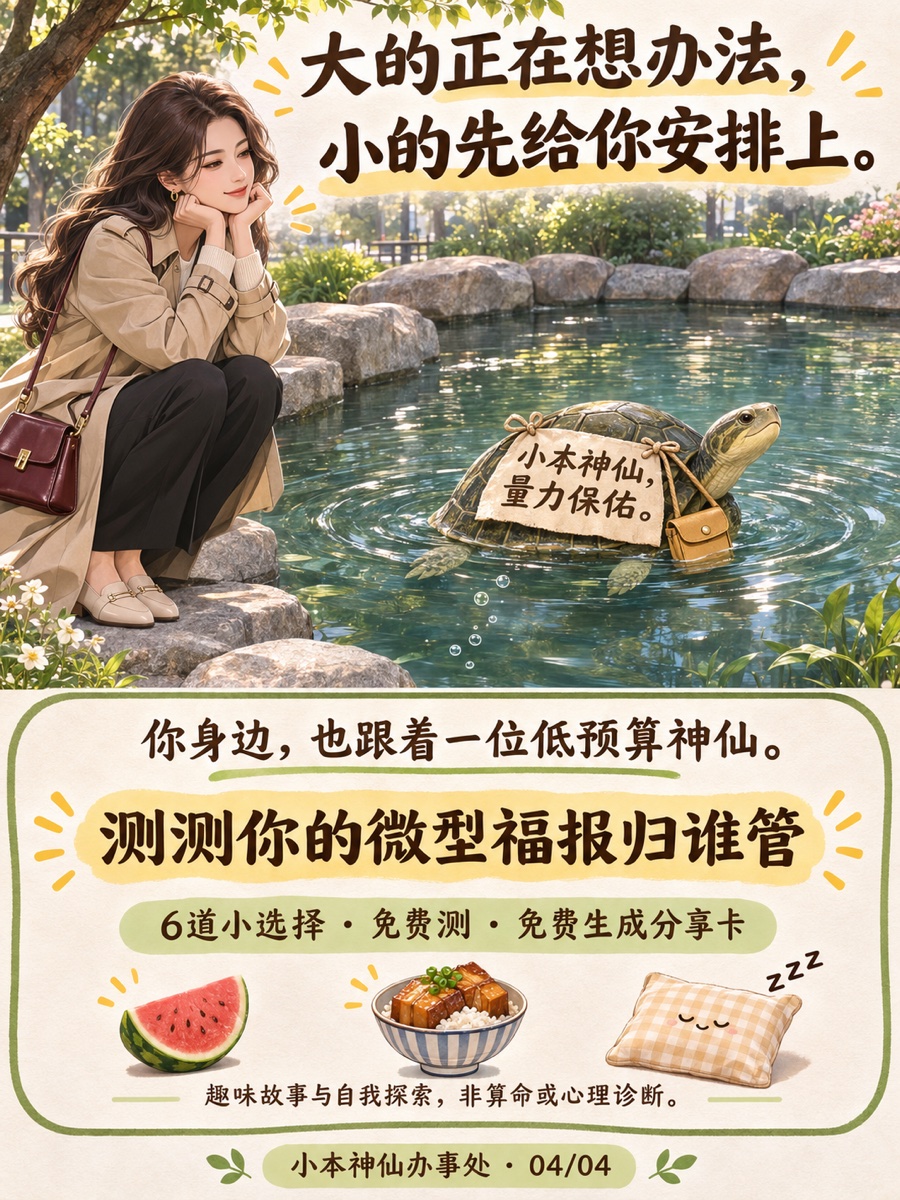 大的正在想办法，
小的先给你安排上。
小本神仙，
量力保佑。
你身边，也跟着一位低预算神仙。
测测你的微型福报归谁管
6道小选择 · 免费测 · 免费生成分享卡
zzz
趣味故事与自我探索，非算命或心理诊断。
小本神仙办事处 · 04/04